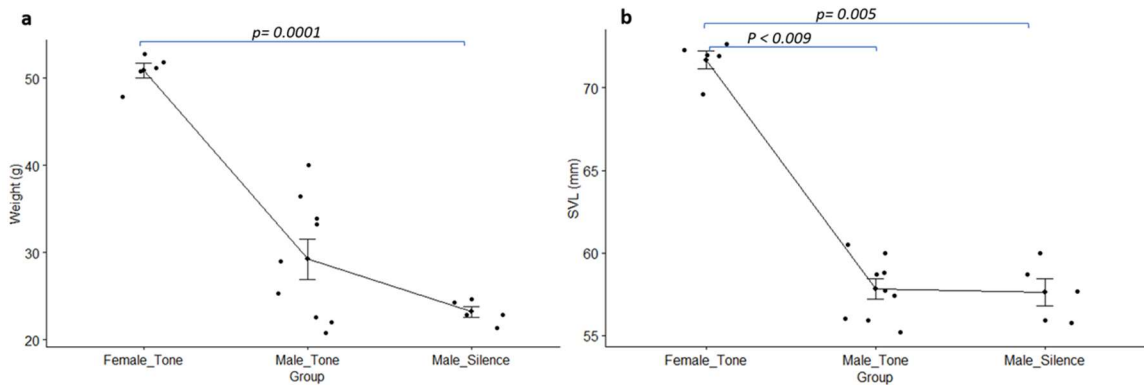 a
p= 0.0001
50
40
30
20
Weight (g)
Female_Tone
Male_Tone
Male_Silence
Group
b
p= 0.005
P < 0.009
70
65
60
55
SVL (mm)
Female_Tone
Male_Tone
Male_Silence
Group